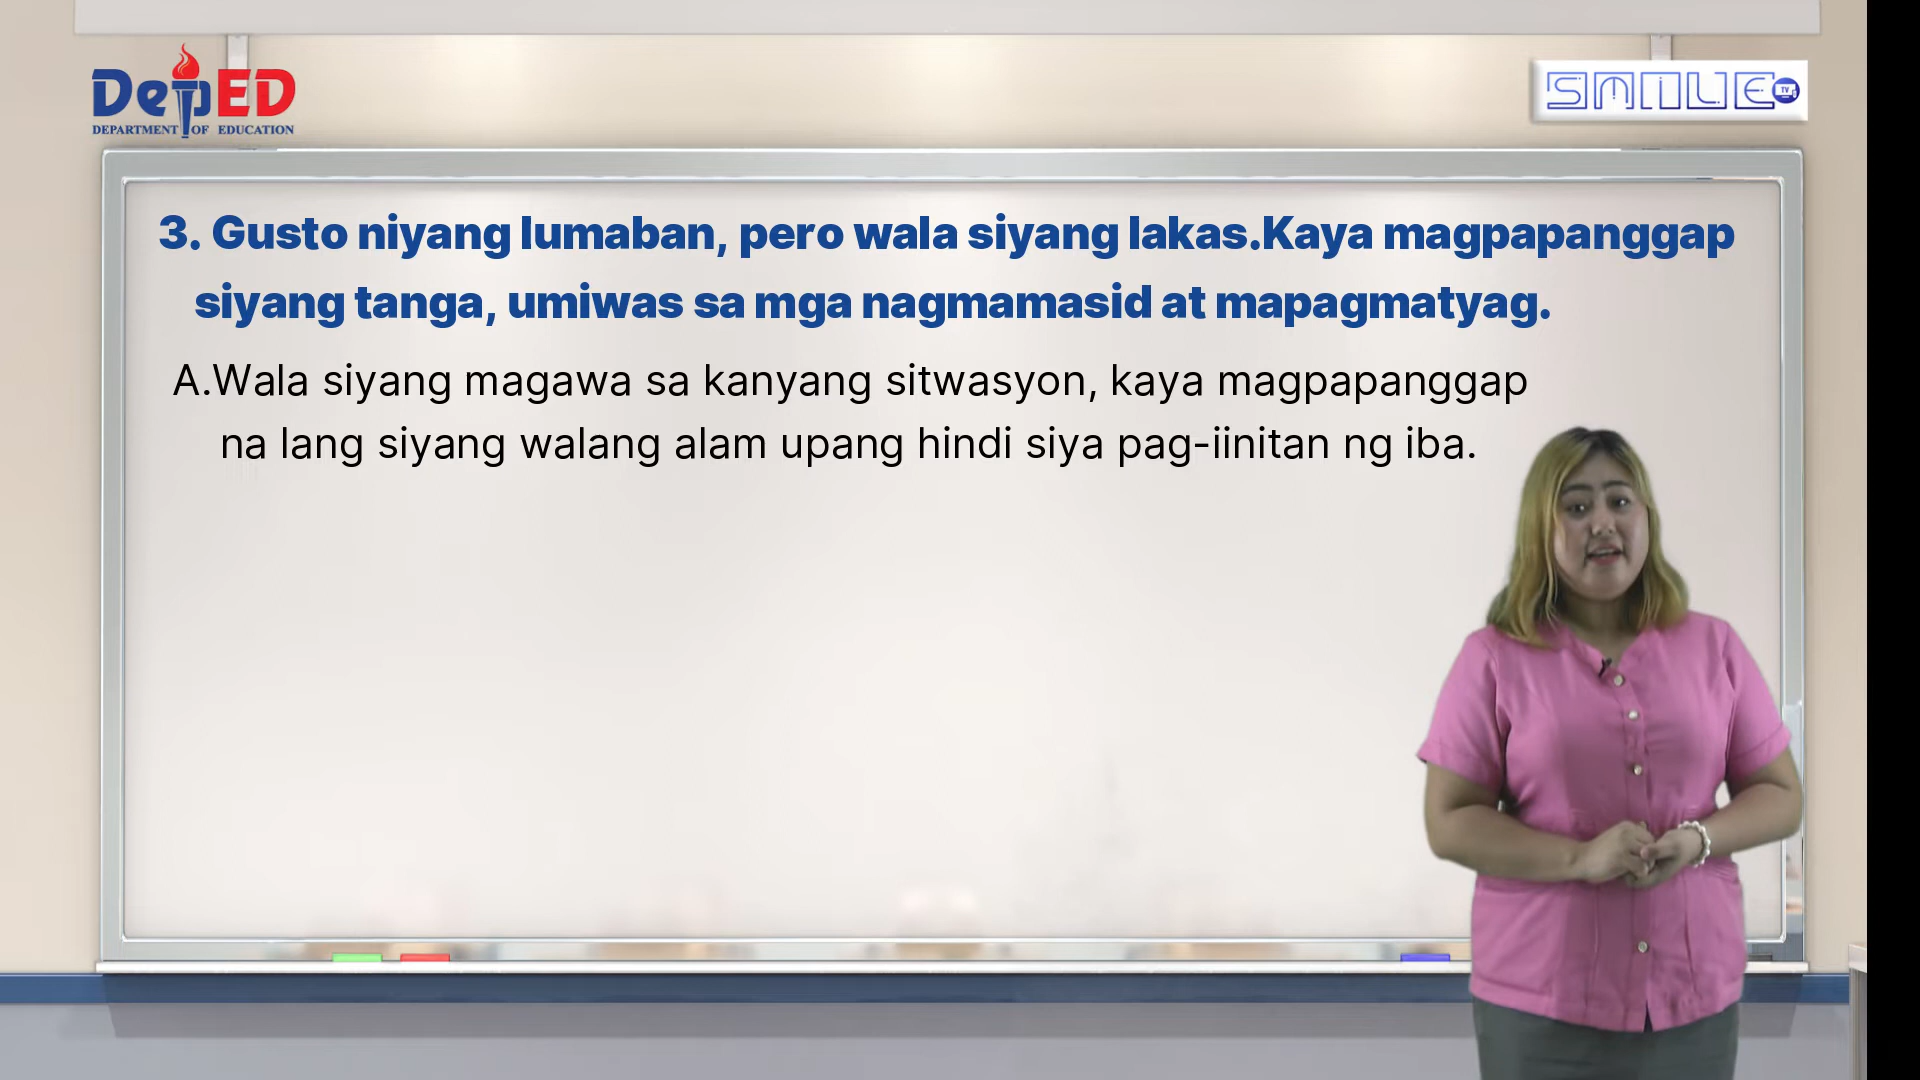 DepED
DEPARTMENT OF EDUCATION
SMILE TV
3. Gusto niyang lumaban, pero wala siyang lakas.Kaya magpapanggap
siyang tanga, umiwas sa mga nagmamasid at mapagmatyag.
A.Wala siyang magawa sa kanyang sitwasyon, kaya magpapanggap
na lang siyang walang alam upang hindi siya pag-iinitan ng iba.